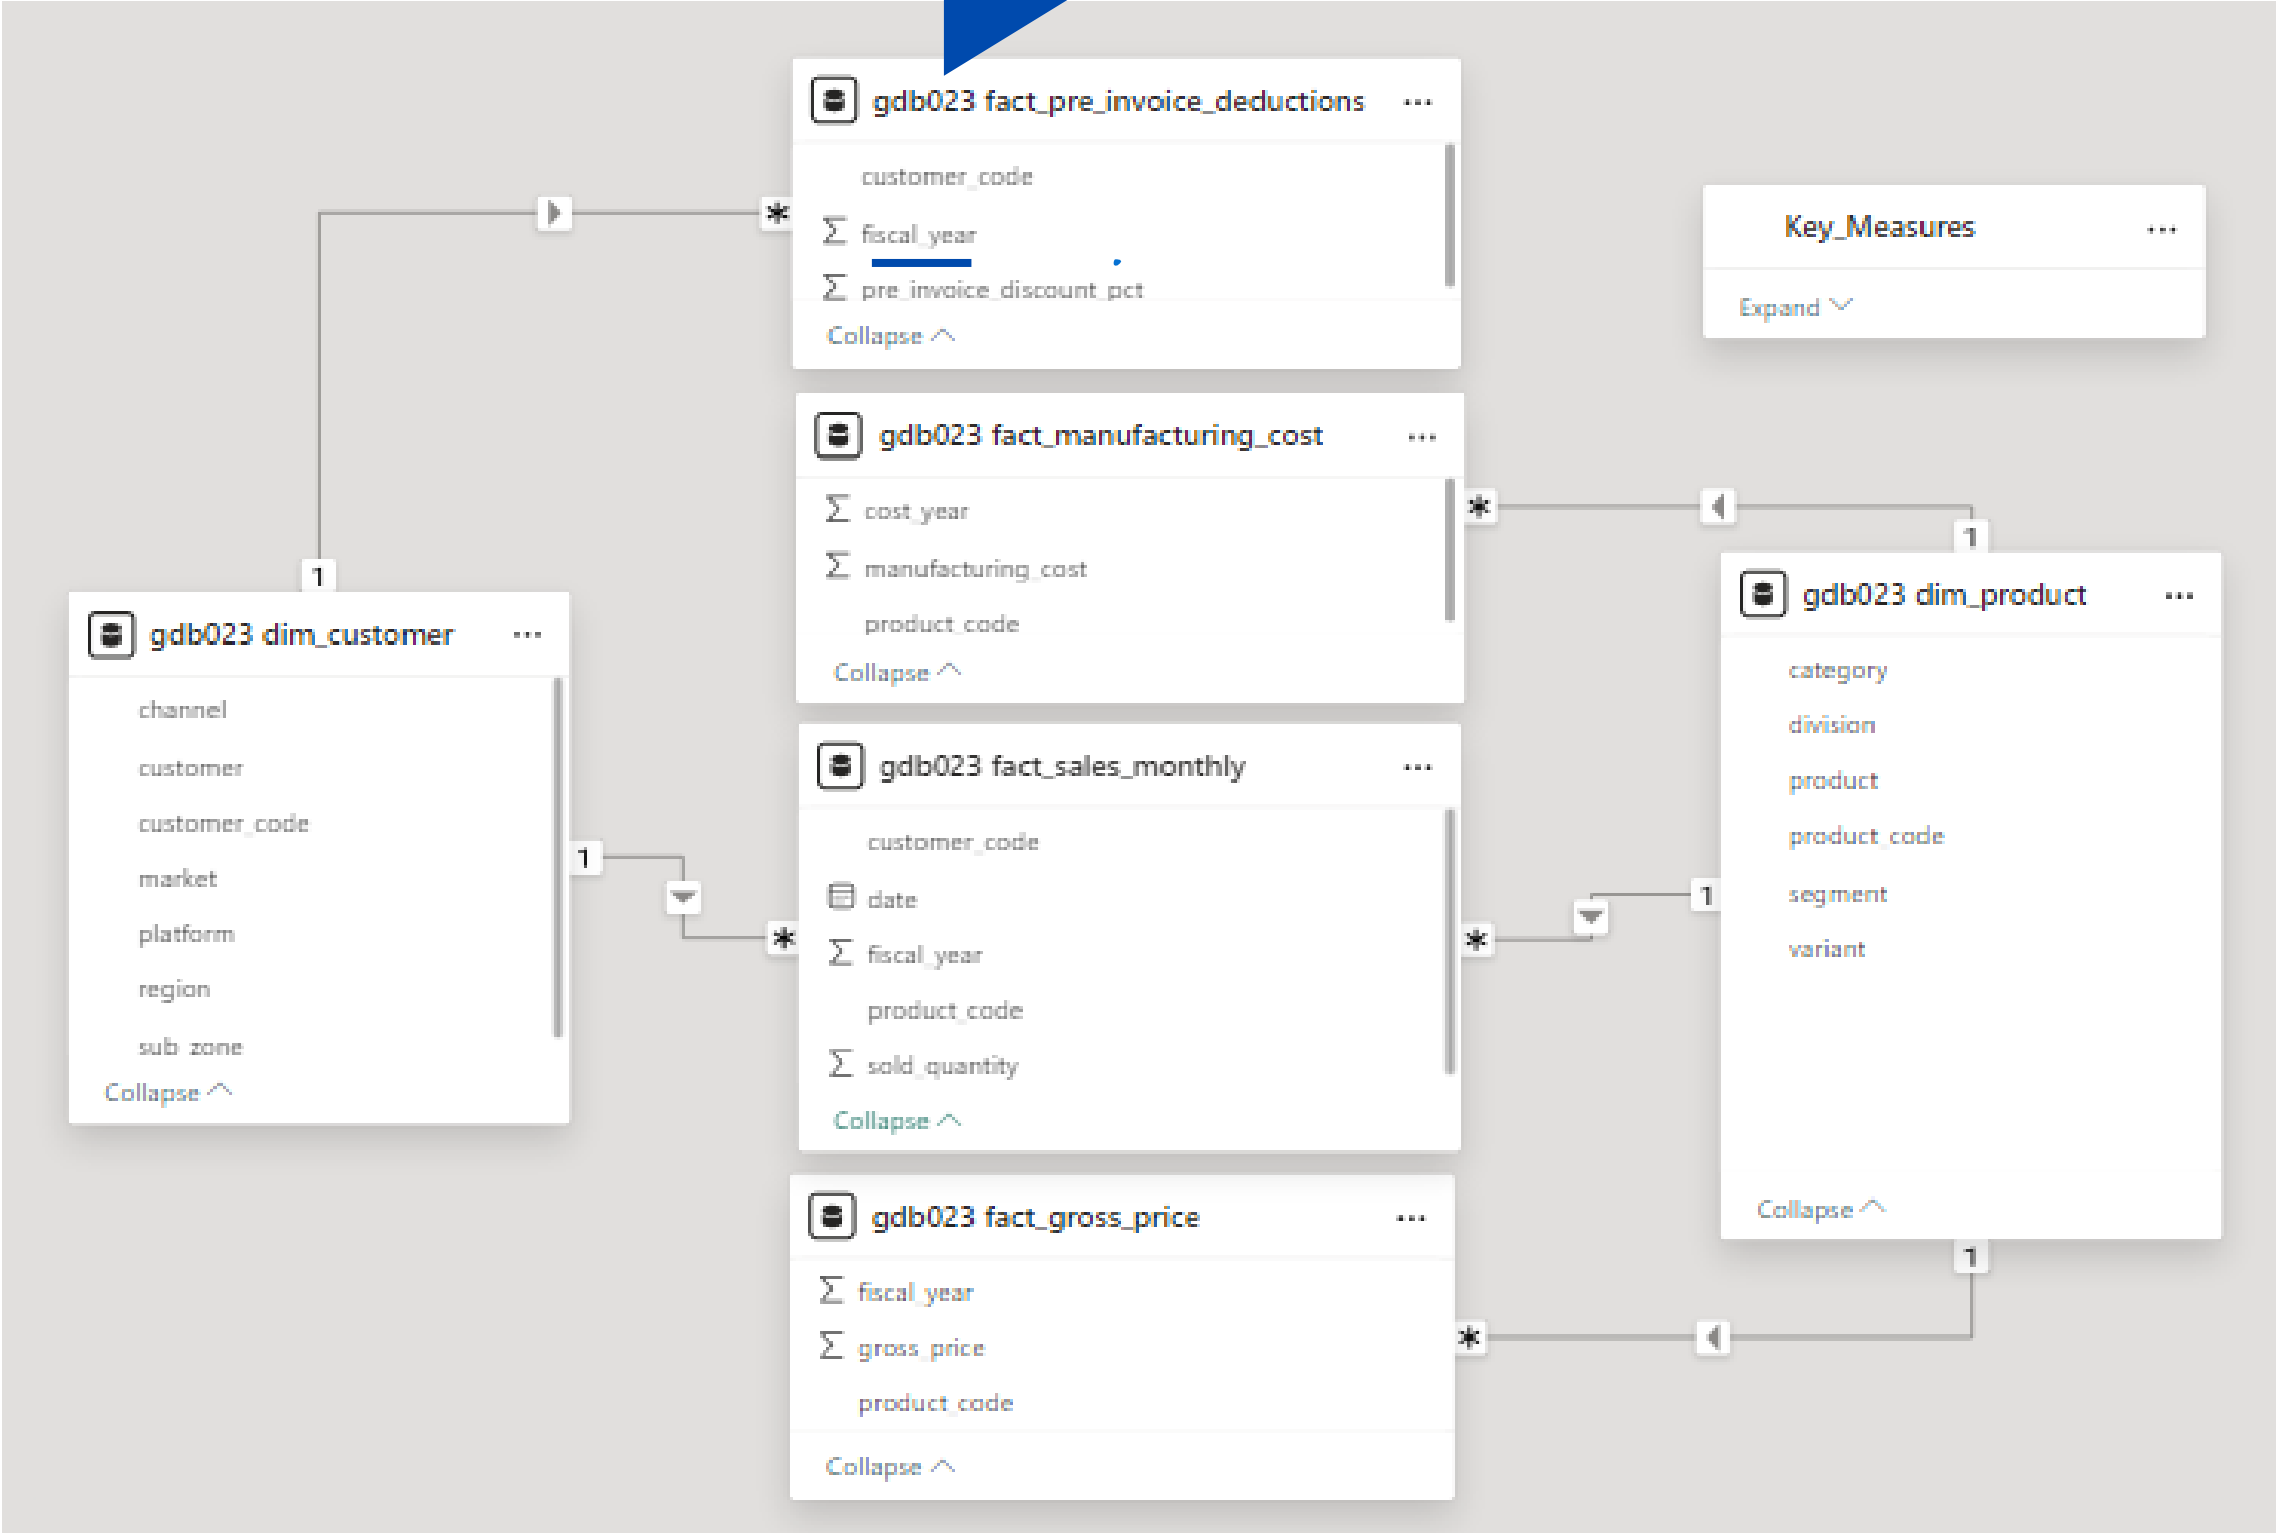 gdb023 fact_pre_invoice_deductions ...
customer_code
Σ fiscal_year
Σ pre_invoice_discount_pct
Collapse
*
1
Key_Measures ...
Expand
gdb023 fact_manufacturing_cost ...
Σ cost_year
Σ manufacturing_cost
product_code
Collapse
*
1
gdb023 dim_customer ...
channel
customer
customer_code
market
platform
region
sub_zone
Collapse
1
*
gdb023 fact_sales_monthly ...
customer_code
date
Σ fiscal_year
product_code
Σ sold_quantity
Collapse
*
1
gdb023 dim_product ...
category
division
product
product_code
segment
variant
Collapse
1
*
gdb023 fact_gross_price ...
Σ fiscal_year
Σ gross_price
product_code
Collapse